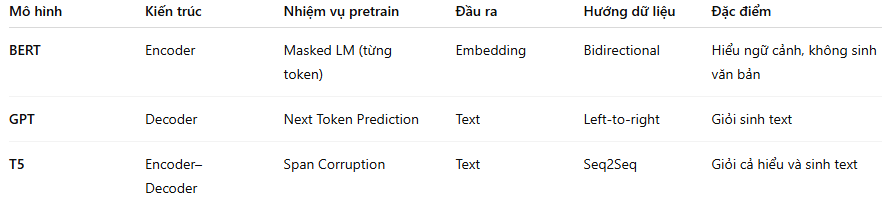 Mô hình Kiến trúc Nhiệm vụ pretrain Đầu ra Hướng dữ liệu Đặc điểm
BERT Encoder Masked LM (từng token) Embedding Bidirectional Hiểu ngữ cảnh, không sinh văn bản
GPT Decoder Next Token Prediction Text Left-to-right Giỏi sinh text
T5 Encoder–Decoder Span Corruption Text Seq2Seq Giỏi cả hiểu và sinh text